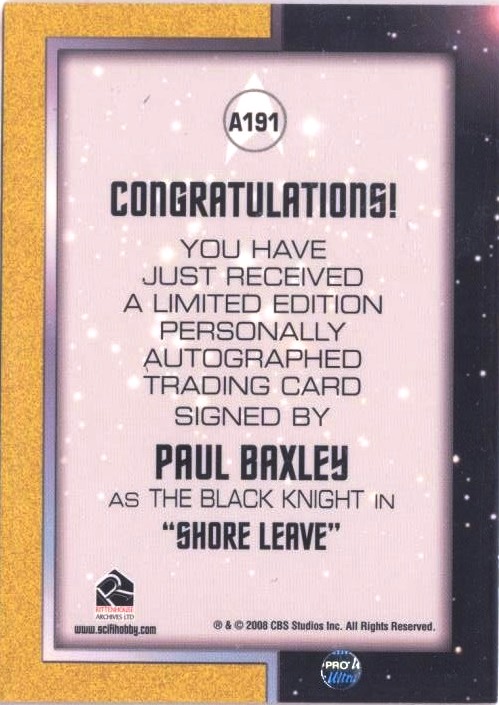 A191
CONGRATULATIONS!
YOU HAVE
JUST RECEIVED
A LIMITED EDITION
PERSONALLY
AUTOGRAPHED
TRADING CARD
SIGNED BY
PAUL BAXLEY
AS THE BLACK KNIGHT IN
"SHORE LEAVE"
RITTENHOUSE
ARCHIVES LTD
www.scifihobby.com
® & © 2008 CBS Studios Inc. All Rights Reserved.
PRO
Ultra